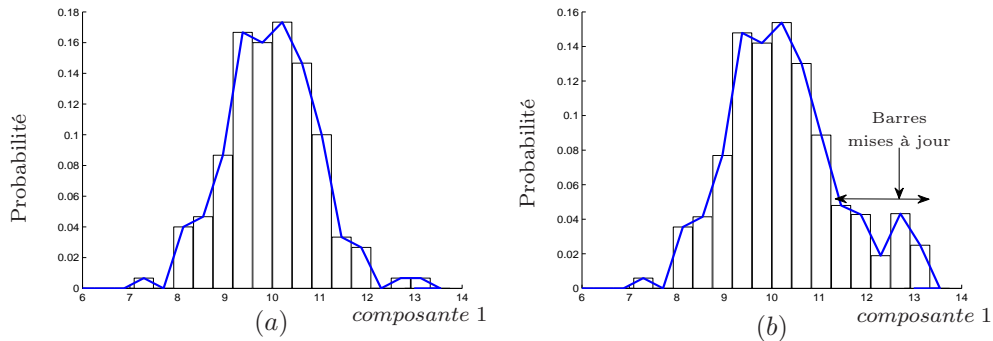 0.18
0.16
0.14
0.12
0.1
0.08
0.06
0.04
0.02
0
Probabilité
6 7 8 9 10 11 12 13 14
composante 1
(a)
0.16
0.14
0.12
0.1
0.08
0.06
0.04
0.02
0
Probabilité
Barres
mises à jour
6 7 8 9 10 11 12 13 14
composante 1
(b)